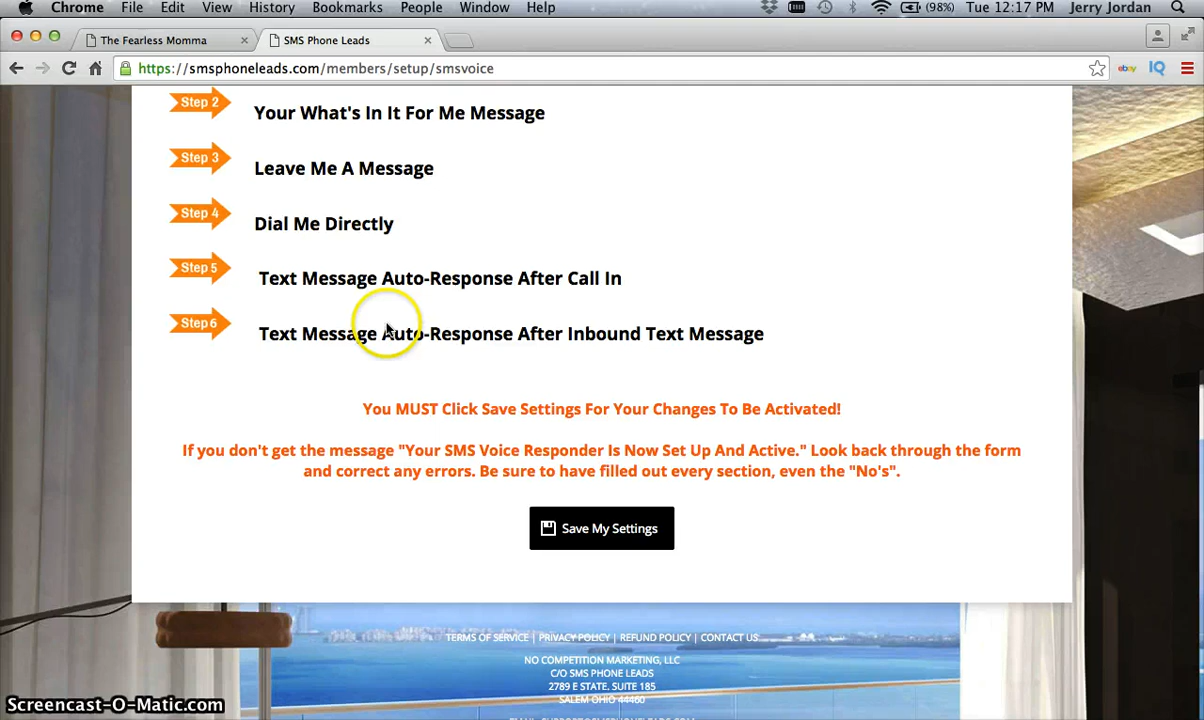 Chrome File Edit View History Bookmarks People Window Help (98%) Tue 12:17 PM Jerry Jordan
The Fearless Momma SMS Phone Leads
https://smsphoneleads.com/members/setup/smsvoice ebay IQ
Step 2 Your What's In It For Me Message
Step 3 Leave Me A Message
Step 4 Dial Me Directly
Step 5 Text Message Auto-Response After Call In
Step 6 Text Message Auto-Response After Inbound Text Message
You MUST Click Save Settings For Your Changes To Be Activated!
If you don't get the message "Your SMS Voice Responder Is Now Set Up And Active." Look back through the form
and correct any errors. Be sure to have filled out every section, even the "No's".
Save My Settings
TERMS OF SERVICE | PRIVACY POLICY | REFUND POLICY | CONTACT US
NO COMPETITION MARKETING, LLC
C/O SMS PHONE LEADS
2789 E STATE, SUITE 185
SALEM OHIO 44460
Screencast-O-Matic.com